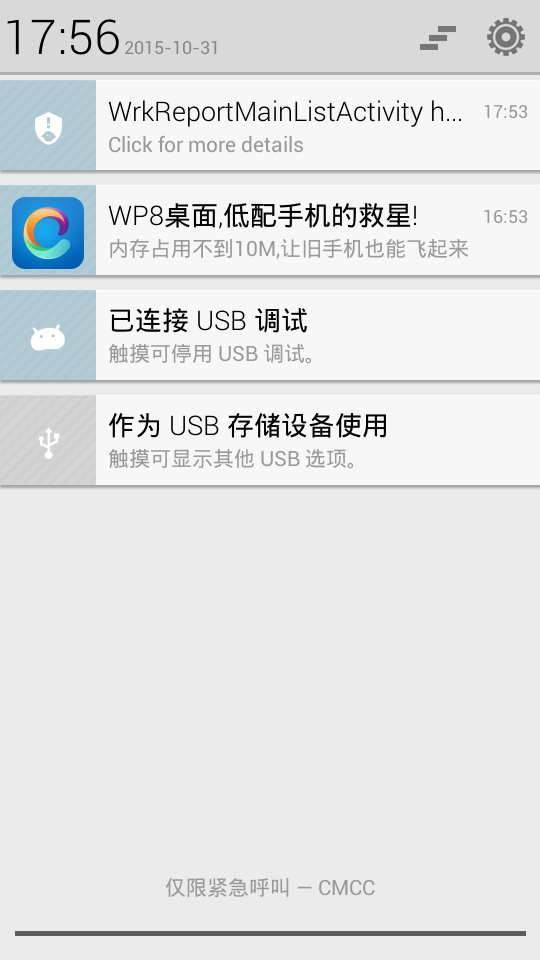 17:56 2015-10-31
WrkReportMainListActivity h... 17:53
Click for more details
WP8桌面,低配手机的救星! 16:53
内存占用不到10M,让旧手机也能飞起来
已连接 USB 调试
触摸可停用 USB 调试。
作为 USB 存储设备使用
触摸可显示其他 USB 选项。
仅限紧急呼叫 — CMCC